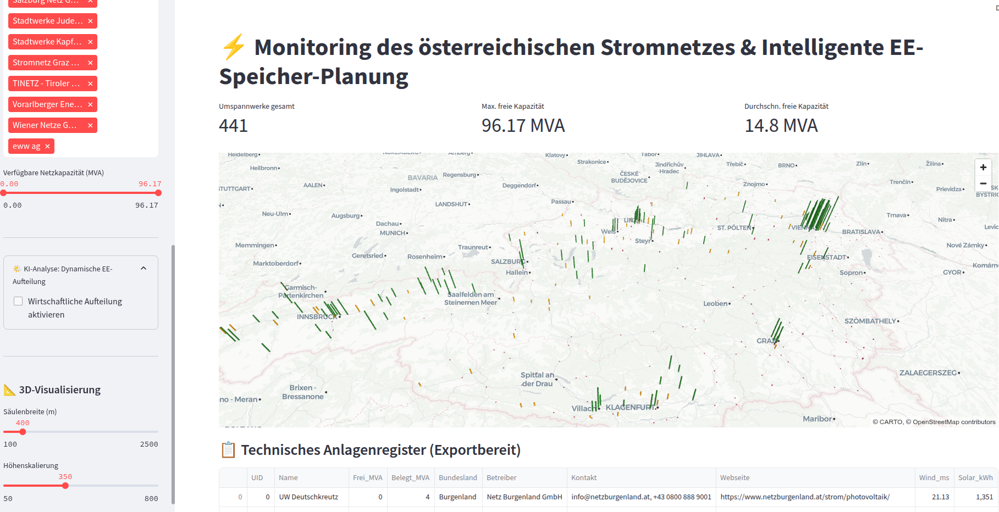 Salzburg Netz G… ×
Stadtwerke Jude… ×
Stadtwerke Kapf… ×
Stromnetz Graz … ×
TINETZ - Tiroler … ×
Vorarlberger Ene… ×
Wiener Netze G… ×
eww ag ×
Verfügbare Netzkapazität (MVA)
0.00 96.17
0.00 96.17
KI-Analyse: Dynamische EE-
Aufteilung
Wirtschaftliche Aufteilung
aktivieren
3D-Visualisierung
Säulenbreite (m)
400
100 2500
Höhenskalierung
350
50 800
Monitoring des österreichischen Stromnetzes & Intelligente EE-
Speicher-Planung
Umspannwerke gesamt
441
Max. freie Kapazität
96.17 MVA
Durchschn. freie Kapazität
14.8 MVA
Heidelberg
NUREMBERG
Amberg
Klatovy
Tábor
JIHLAVA
Heilbronn
Strakonice
Jindřichův
Hradec
Třebíč
BRNO
Zlín
Žilina
BAVARIA
Regensburg
ČESKÉ
BUDĚJOVICE
STUTTGART
AALEN
Ingolstadt
Deggendorf
Znojmo
Trenčín
Prievidza
BYSTRIC
LANDSHUT
Passau
Neu-Ulm
Augsburg
Dachau
MUNICH
LINZ
Wels
Steyr
ST. PÖLTEN
VIENNA
BRATISLAVA
Trnava
Nitra
Levic
Memmingen
Marktoberdorf
Geretsried
Rosenheim
Traunreut
SALZBURG
Hallein
EISENSTADT
Sopron
Nové Zámky
GYOR
Komárno
Garmisch-
Partenkirchen
Saalfelden am
Steinernen Meer
INNSBRUCK
Leoben
SZOMBATHELY
GRAZ
Spittal an
der Drau
ZALAEGERSZEG
Brixen -
Bressanone
no - Meran
Villach
KLAGENFURT
Maribor
BOLZANO
+
−
© CARTO, © OpenStreetMap contributors
Technisches Anlagenregister (Exportbereit)
UID Name Frei_MVA Belegt_MVA Bundesland Betreiber Kontakt Webseite Wind_ms Solar_kWh
0 0 UW Deutschkreutz 0 4 Burgenland Netz Burgenland GmbH info@netzburgenland.at, +43 0800 888 9001 https://www.netzburgenland.at/strom/photovoltaik/ 21.13 1,351